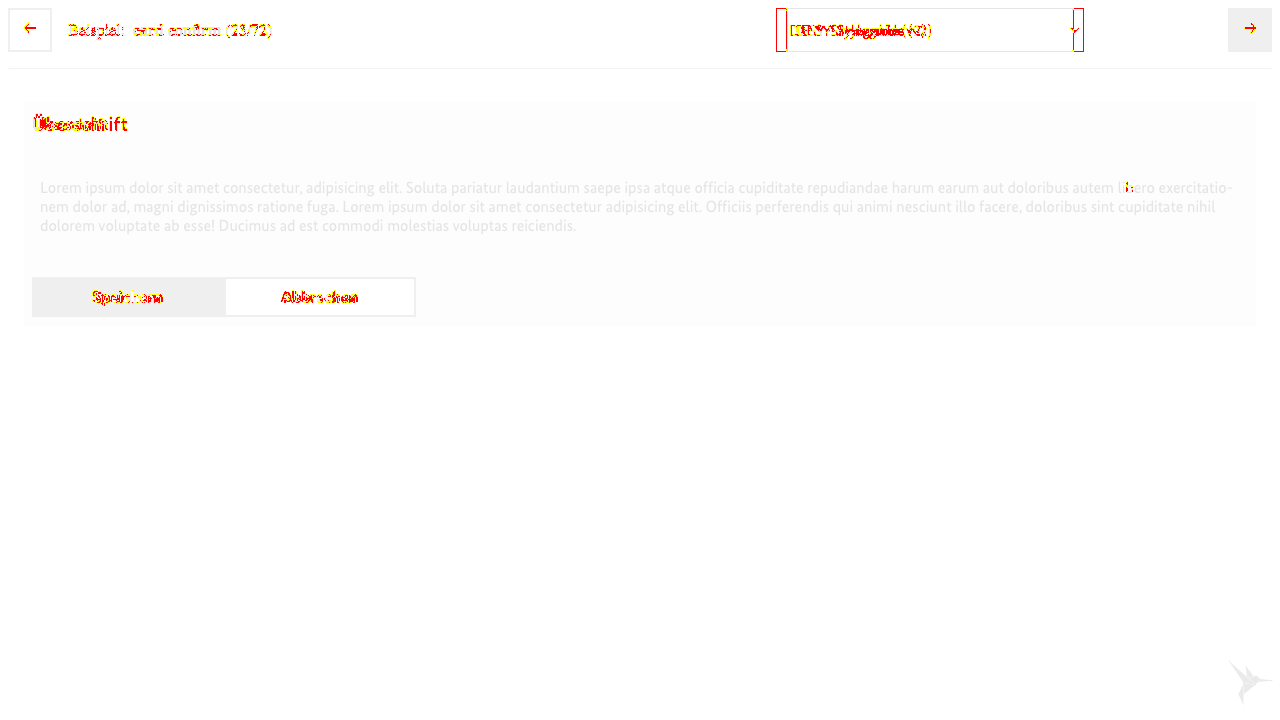 Beispiel: card confirm (23/72)
Überschrift
Lorem ipsum dolor sit amet consectetur, adipisicing elit. Soluta pariatur laudantium saepe ipsa atque officia cupiditate repudiandae harum earum aut doloribus autem libero exercitatio-
nem dolor ad, magni dignissimos ratione fuga. Lorem ipsum dolor sit amet consectetur adipisicing elit. Officiis perferendis qui animi nesciunt illo facere, doloribus sint cupiditate nihil
dolorem voluptate ab esse! Ducimus ad est commodi molestias voluptas reiciendis.
Speichern
Abbrechen